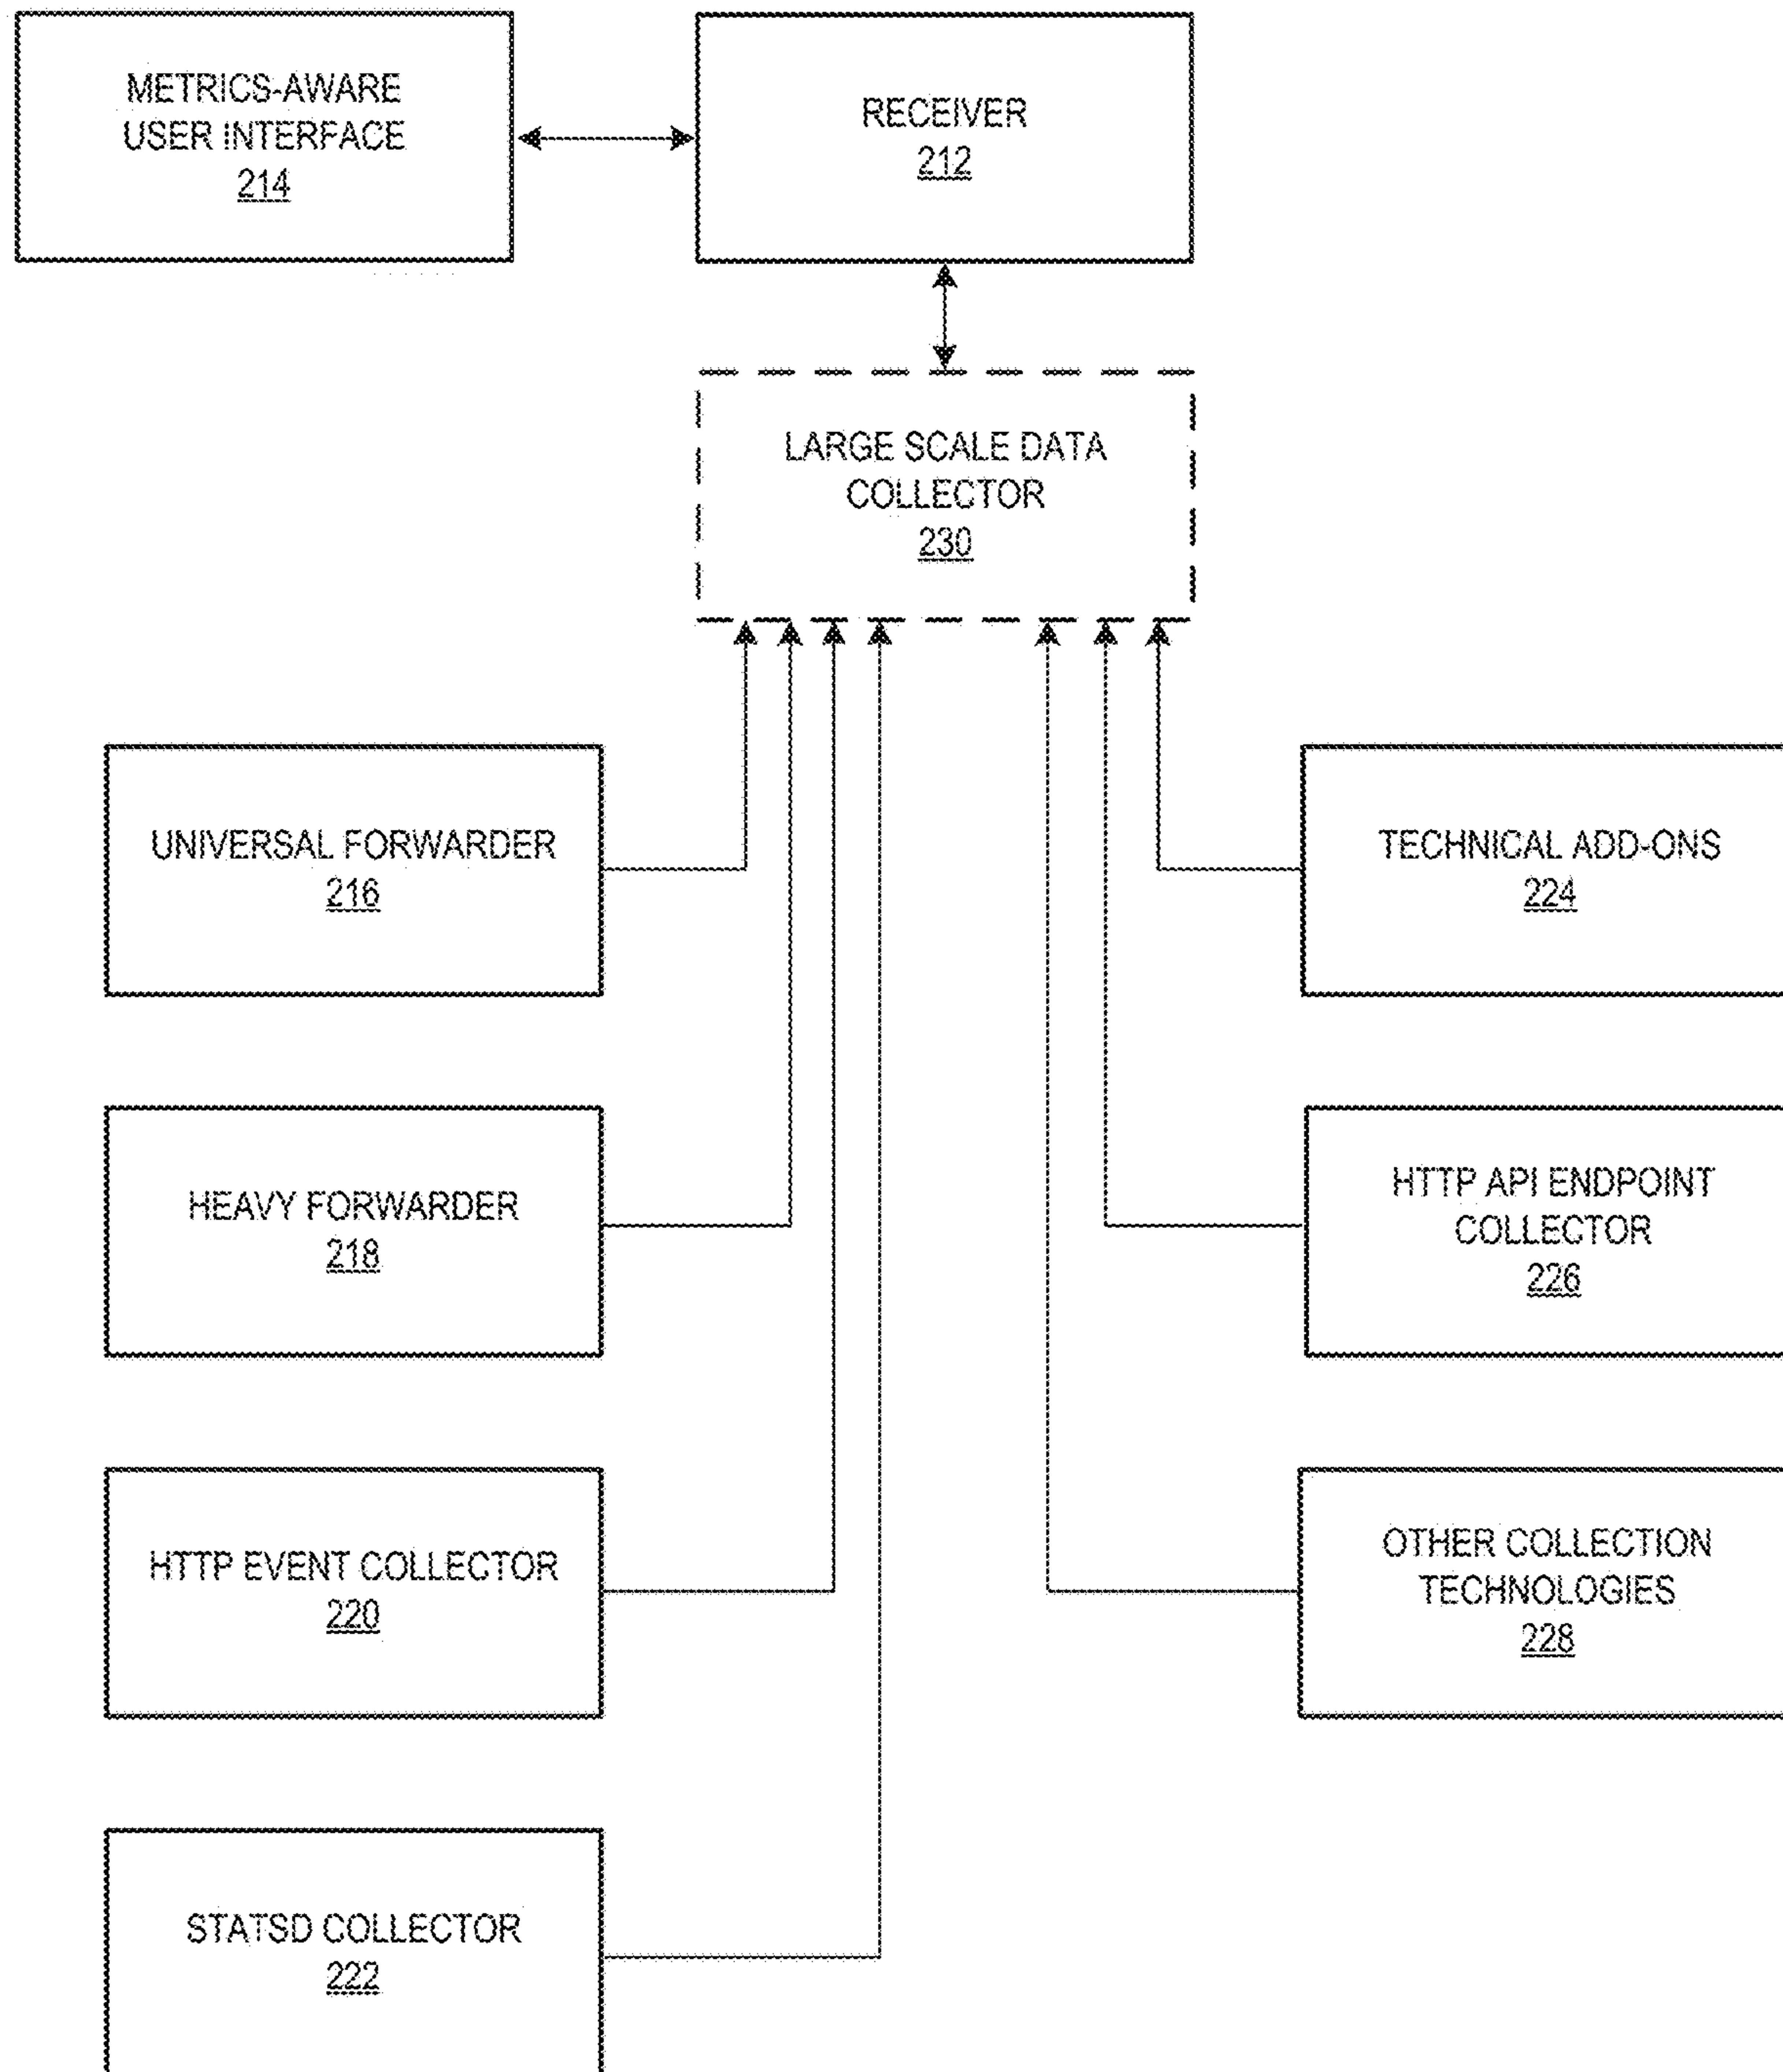 METRICS-AWARE
USER INTERFACE
214
RECEIVER
212
LARGE SCALE DATA
COLLECTOR
230
UNIVERSAL FORWARDER
216
TECHNICAL ADD-ONS
224
HEAVY FORWARDER
218
HTTP API ENDPOINT
COLLECTOR
226
HTTP EVENT COLLECTOR
220
OTHER COLLECTION
TECHNOLOGIES
228
STATSD COLLECTOR
222